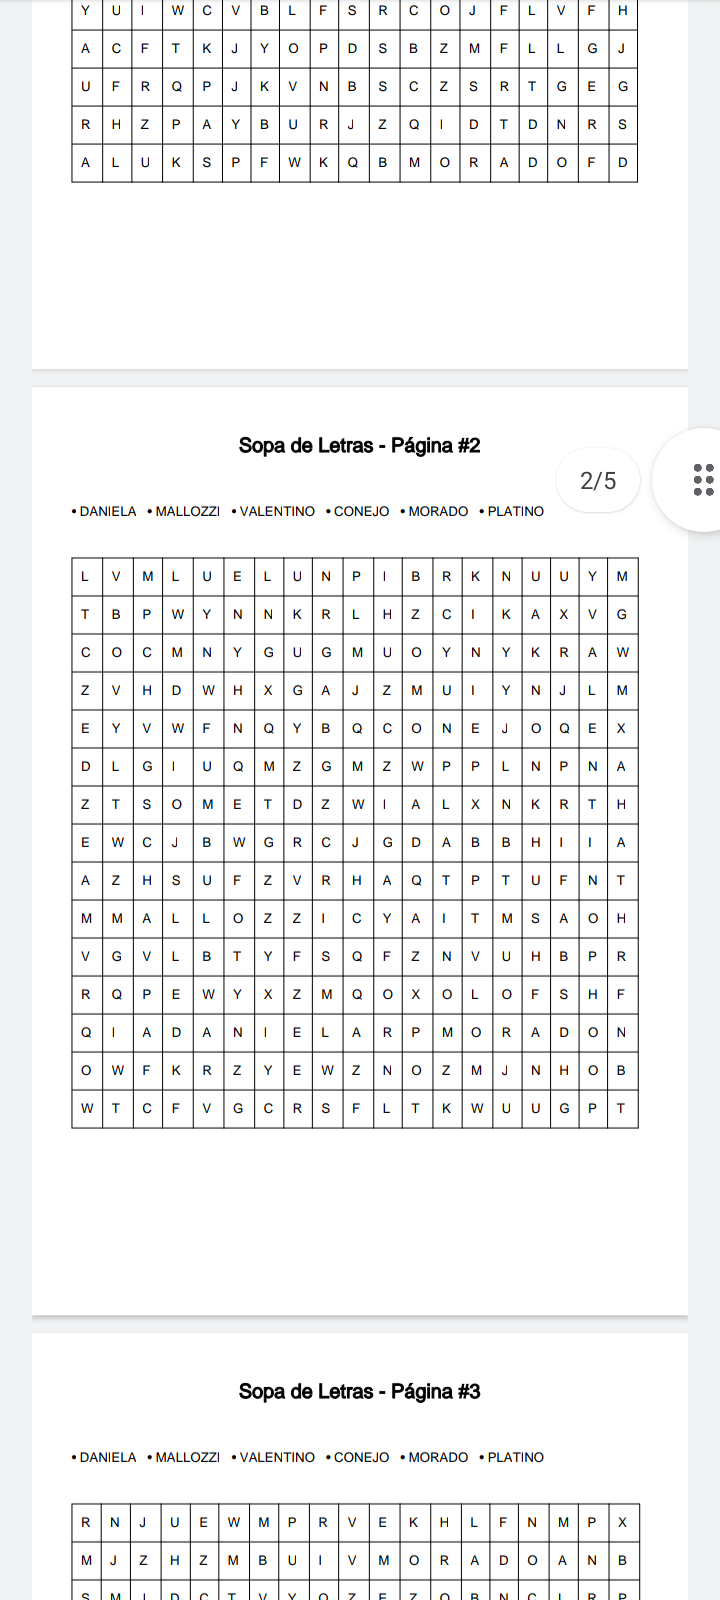 Y U I W C V B L F S R C O J F L V F H
A C F T K J Y O P D S B Z M F L L G J
U F R Q P J K V N B S C Z S R T G E G
R H Z P A Y B U R J Z Q I D T D N R S
A L U K S P F W K Q B M O R A D O F D
Sopa de Letras - Página #2
2/5
• DANIELA • MALLOZZI • VALENTINO • CONEJO • MORADO • PLATINO
L V M L U E L U N P I B R K N U U Y M
T B P W Y N N K R L H Z C I K A X V G
C O C M N Y G U G M U O Y N Y K R A W
Z V H D W H X G A J Z M U I Y N J L M
E Y V W F N Q Y B Q C O N E J O Q E X
D L G I U Q M Z G M Z W P P L N P N A
Z T S O M E T D Z W I A L X N K R T H
E W C J B W G R C J G D A B B H I I A
A Z H S U F Z V R H A Q T P T U F N T
M M A L L O Z Z I C Y A I T M S A O H
V G V L B T Y F S Q F Z N V U H B P R
R Q P E W Y X Z M Q O X O L O F S H F
Q I A D A N I E L A R P M O R A D O N
O W F K R Z Y E W Z N O Z M J N H O B
W T C F V G C R S F L T K W U U G P T
Sopa de Letras - Página #3
• DANIELA • MALLOZZI • VALENTINO • CONEJO • MORADO • PLATINO
R N J U E W M P R V E K H L F N M P X
M J Z H Z M B U I V M O R A D O A N B